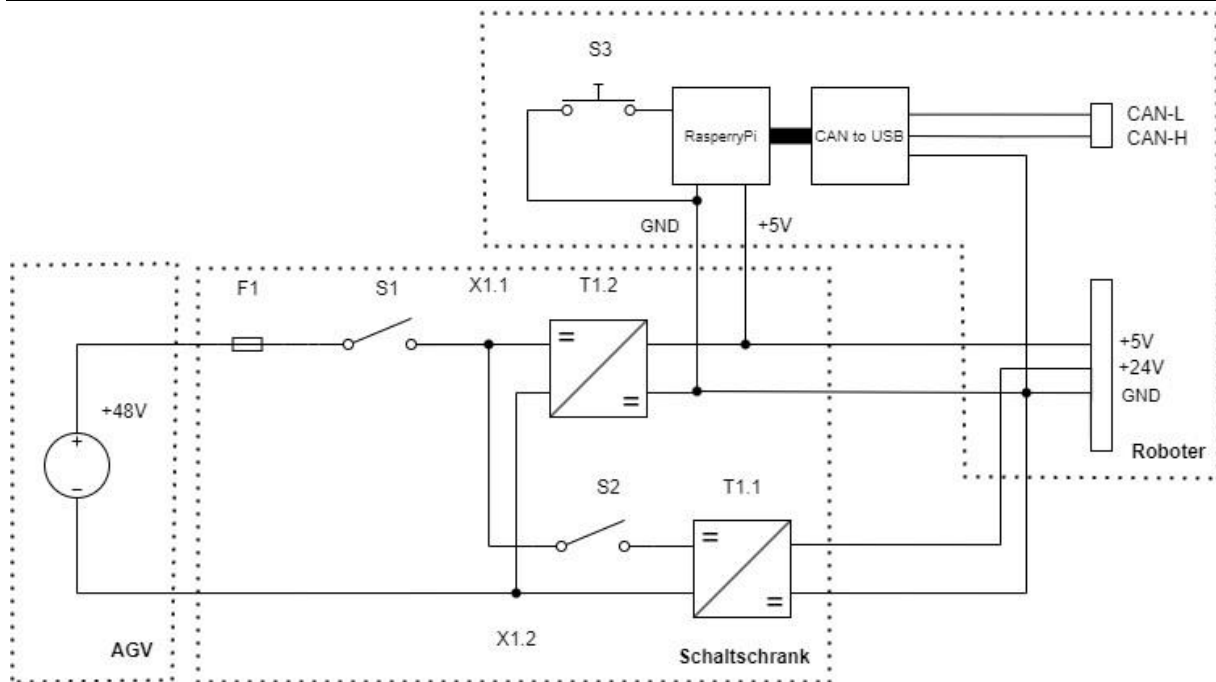 S3
RasperryPi
CAN to USB
CAN-L
CAN-H
GND
+5V
F1
S1
X1.1
T1.2
+5V
+24V
GND
+48V
+
−
Roboter
S2
T1.1
X1.2
AGV
Schaltschrank